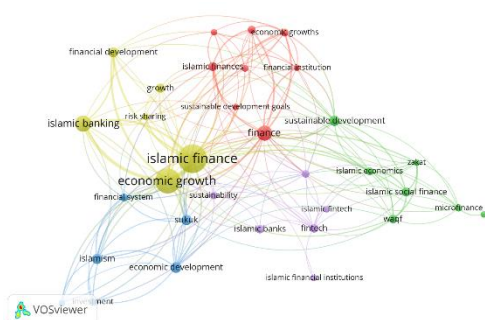 economic growths
financial development
islamic finances
financial institution
growth
sustainable development goals
risk sharing
sustainable development
islamic banking
finance
islamic finance
zakat
islamic economics
economic growth
islamic social finance
financial system
sustainability
microfinance
islamic fintech
sukuk
waqf
islamic banks
fintech
islamism
economic development
islamic financial institutions
investment
VOSviewer